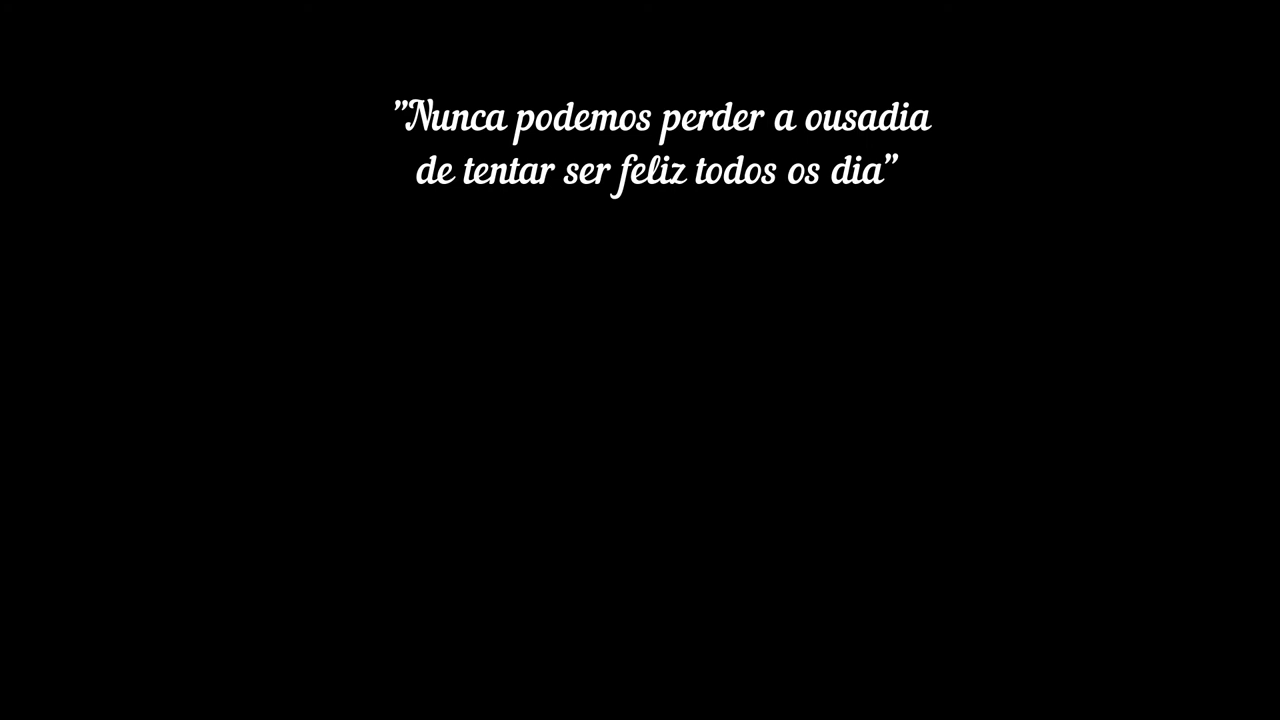 ”Nunca podemos perder a ousadia
de tentar ser feliz todos os dia”